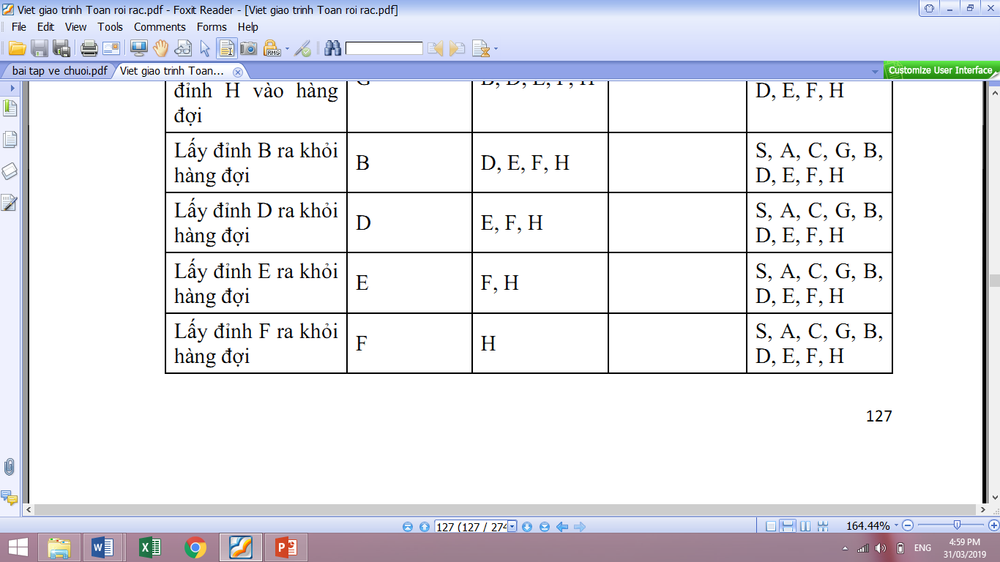 Viet giao trinh Toan roi rac.pdf - Foxit Reader - [Viet giao trinh Toan roi rac.pdf]
File Edit View Tools Comments Forms Help
RMS
bai tap ve chuoi.pdf Viet giao trinh Toan... Customize User Interface
đỉnh H vào hàng
đợi
G
B, D, E, F, H
D, E, F, H
Lấy đỉnh B ra khỏi
hàng đợi
B
D, E, F, H
S, A, C, G, B,
D, E, F, H
Lấy đỉnh D ra khỏi
hàng đợi
D
E, F, H
S, A, C, G, B,
D, E, F, H
Lấy đỉnh E ra khỏi
hàng đợi
E
F, H
S, A, C, G, B,
D, E, F, H
Lấy đỉnh F ra khỏi
hàng đợi
F
H
S, A, C, G, B,
D, E, F, H
127
127 (127 / 274
164.44%
ENG
4:59 PM
31/03/2019